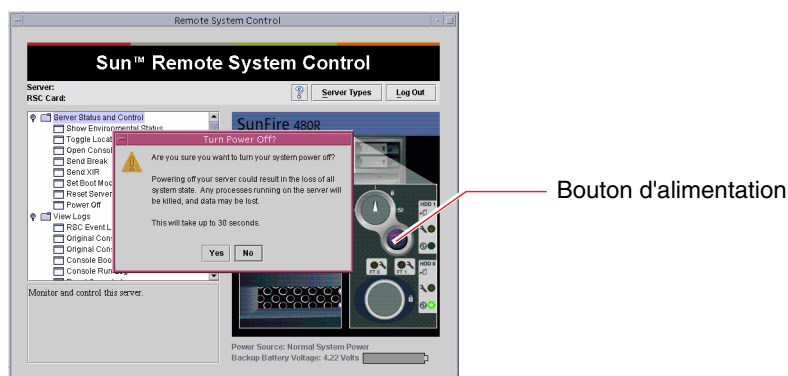 Remote System Control
Sun™ Remote System Control
Server:
RSC Card:
Server Types
Log Out
Server Status and Control
Show Environmental Status
Toggle Locat
Open Consol
Send Break
Send XIR
Set Boot Moc
Reset Server
Power Off
View Logs
RSC Event L
Original Cons
Original Cons
Console Boo
Console Run
Monitor and control this server.
SunFire 480R
Turn Power Off?
Are you sure you want to turn your system power off?
Powering off your server could result in the loss of all
system state. Any processes running on the server will
be killed, and data may be lost.
This will take up to 30 seconds.
Yes
No
HDD 1
FT 0
FT 1
HDD 0
Power Source: Normal System Power
Backup Battery Voltage: 4.22 Volts
Bouton d'alimentation